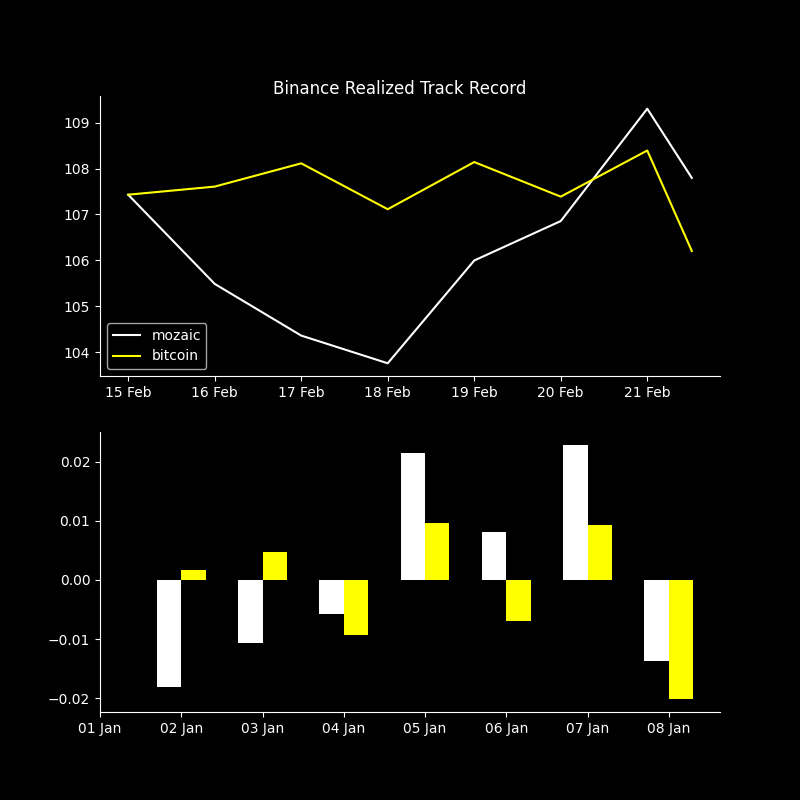 Binance Realized Track Record
109
108
107
106
105
104
mozaic
bitcoin
15 Feb 16 Feb 17 Feb 18 Feb 19 Feb 20 Feb 21 Feb
0.02
0.01
0.00
−0.01
−0.02
01 Jan 02 Jan 03 Jan 04 Jan 05 Jan 06 Jan 07 Jan 08 Jan